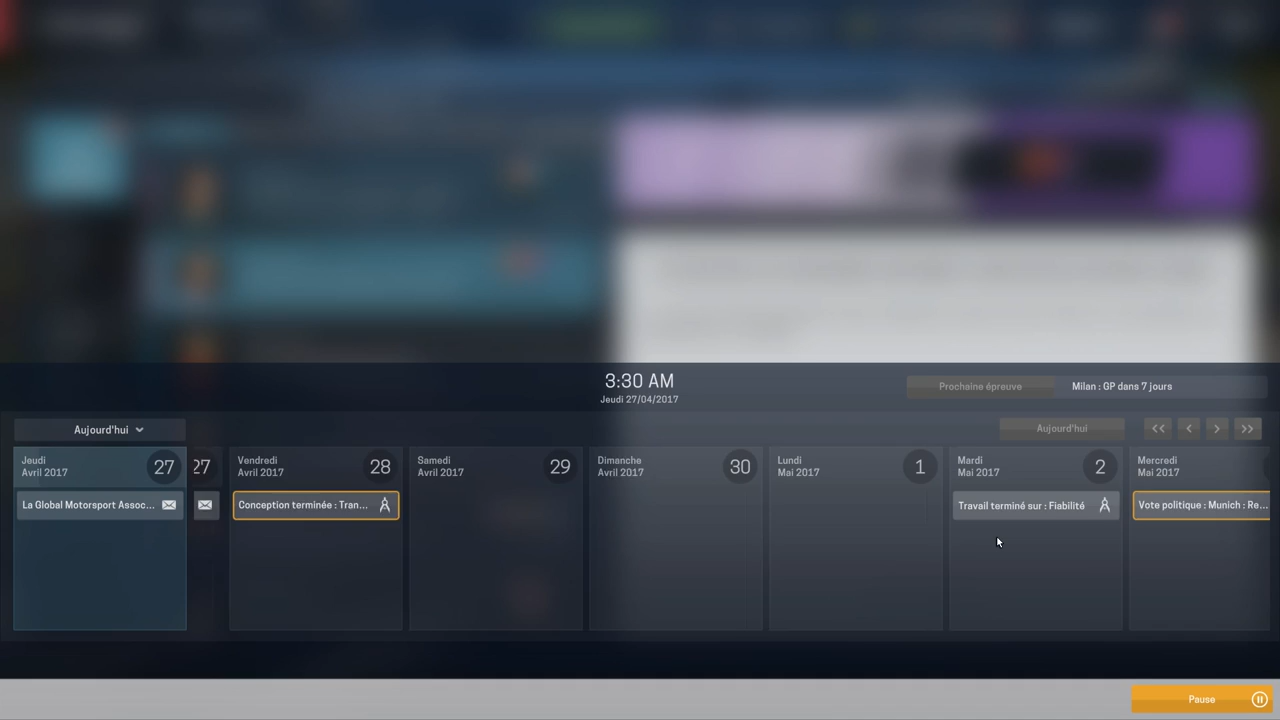 3:30 AM
Jeudi 27/04/2017
Prochaine épreuve
Milan : GP dans 7 jours
Aujourd'hui
Aujourd'hui
<< < > >>
Jeudi
Avril 2017
27
27
Vendredi
Avril 2017
28
Samedi
Avril 2017
29
Dimanche
Avril 2017
30
Lundi
Mai 2017
1
Mardi
Mai 2017
2
Mercredi
Mai 2017
La Global Motorsport Assoc...
Conception terminée : Tran...
Travail terminé sur : Fiabilité
Vote politique : Munich : Re...
Pause